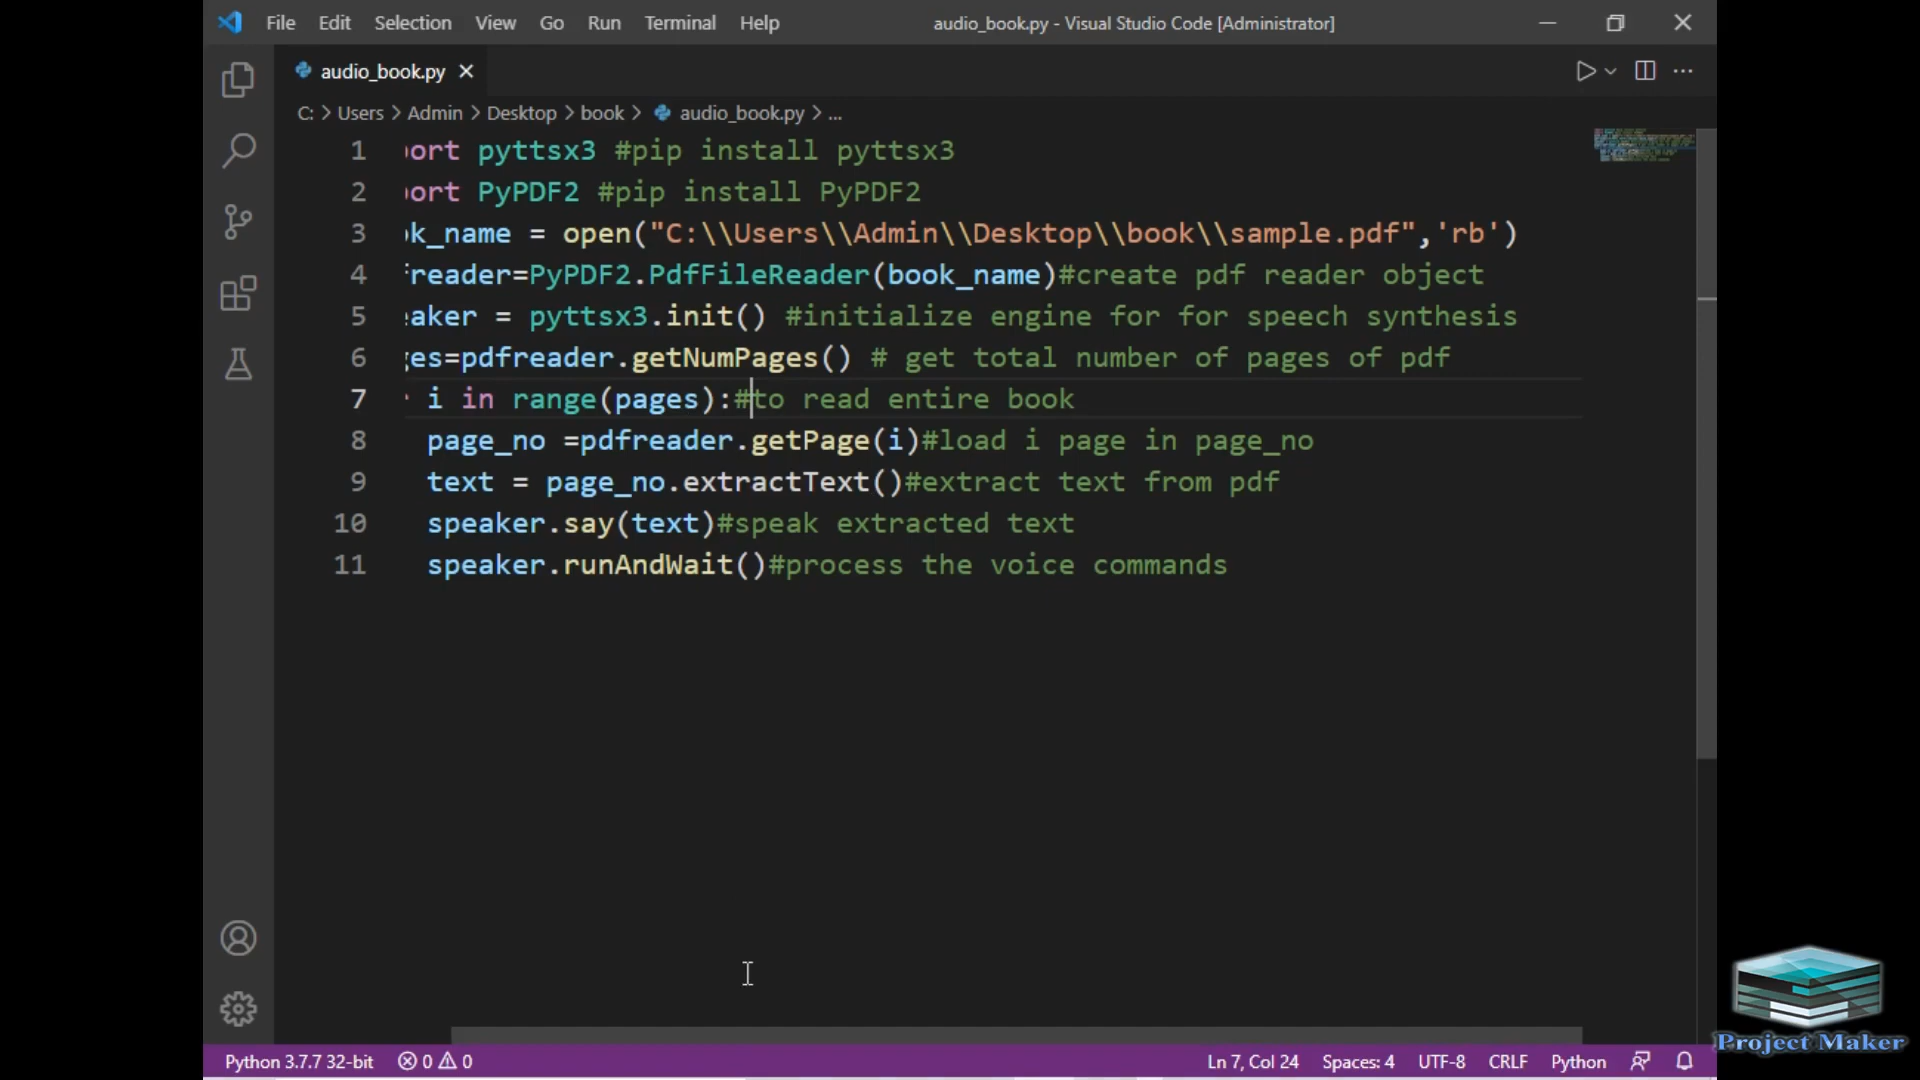 File Edit Selection View Go Run Terminal Help audio_book.py - Visual Studio Code [Administrator]
audio_book.py
C: > Users > Admin > Desktop > book > audio_book.py > ...
1 ort pyttsx3 #pip install pyttsx3
2 ort PyPDF2 #pip install PyPDF2
3 k_name = open("C:\\Users\\Admin\\Desktop\\book\\sample.pdf",'rb')
4 reader=PyPDF2.PdfFileReader(book_name)#create pdf reader object
5 aker = pyttsx3.init() #initialize engine for for speech synthesis
6 es=pdfreader.getNumPages() # get total number of pages of pdf
7 i in range(pages):#to read entire book
8 page_no =pdfreader.getPage(i)#load i page in page_no
9 text = page_no.extractText()#extract text from pdf
10 speaker.say(text)#speak extracted text
11 speaker.runAndWait()#process the voice commands
Project Maker
Python 3.7.7 32-bit 0 0 Ln 7, Col 24 Spaces: 4 UTF-8 CRLF Python